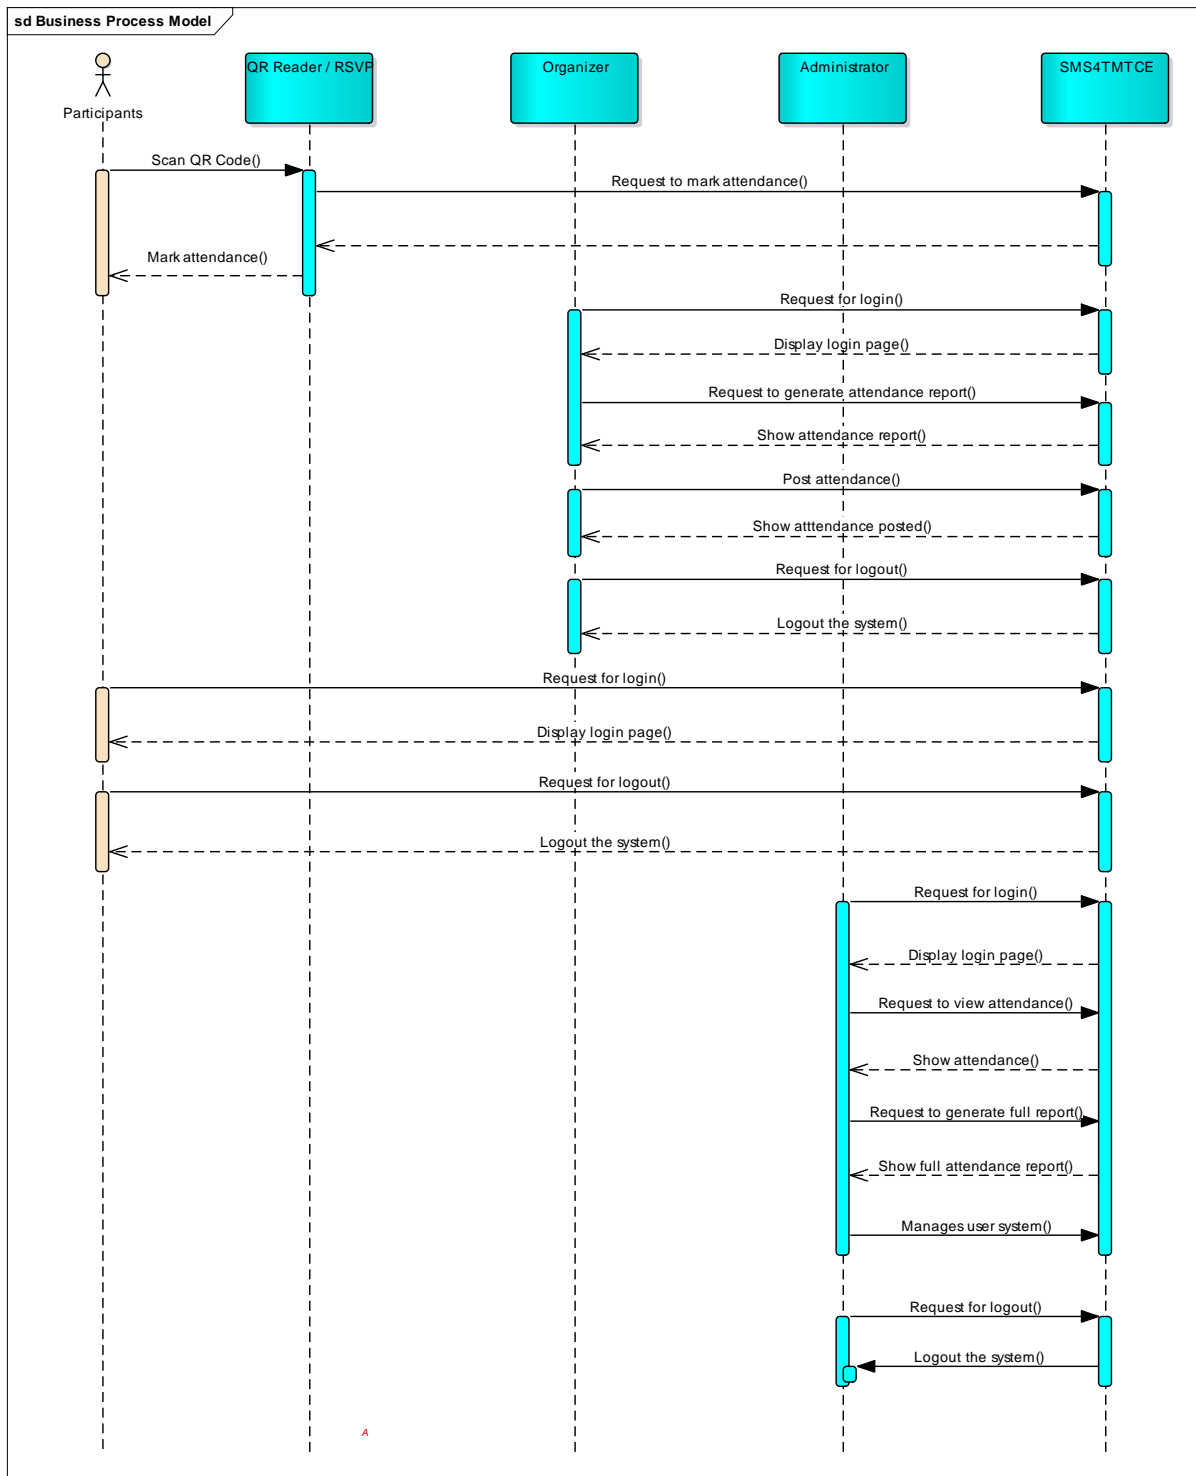 sd Business Process Model
Participants
QR Reader / RSVP
Organizer
Administrator
SMS4TMTCE
Scan QR Code()
Request to mark attendance()
Mark attendance()
Request for login()
Display login page()
Request to generate attendance report()
Show attendance report()
Post attendance()
Show atttendance posted()
Request for logout()
Logout the system()
Request for login()
Display login page()
Request for logout()
Logout the system()
Request for login()
Display login page()
Request to view attendance()
Show attendance()
Request to generate full report()
Show full attendance report()
Manages user system()
Request for logout()
Logout the system()
A